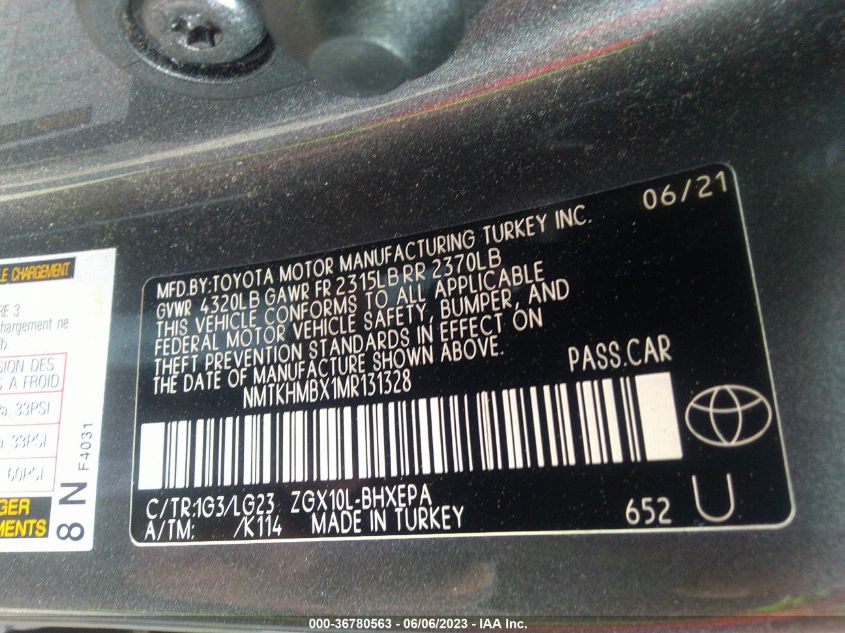 06/21
MFD.BY:TOYOTA MOTOR MANUFACTURING TURKEY INC.
GVWR 4320LB GAWR FR 2315LB RR 2370LB
THIS VEHICLE CONFORMS TO ALL APPLICABLE
FEDERAL MOTOR VEHICLE SAFETY, BUMPER, AND
THEFT PREVENTION STANDARDS IN EFFECT ON
THE DATE OF MANUFACTURE SHOWN ABOVE.
NMTKHMBX1MR131328 PASS.CAR
C/TR:1G3/LG23 ZGX10L-BHXEPA
A/TM: /K114 MADE IN TURKEY 652 U
CHARGEMENT
RE 3
chargement ne
SION DES
S A FROID
33PSI
33PSI
60PSI
8 N F4031
000-36780563 - 06/06/2023 - IAA Inc.